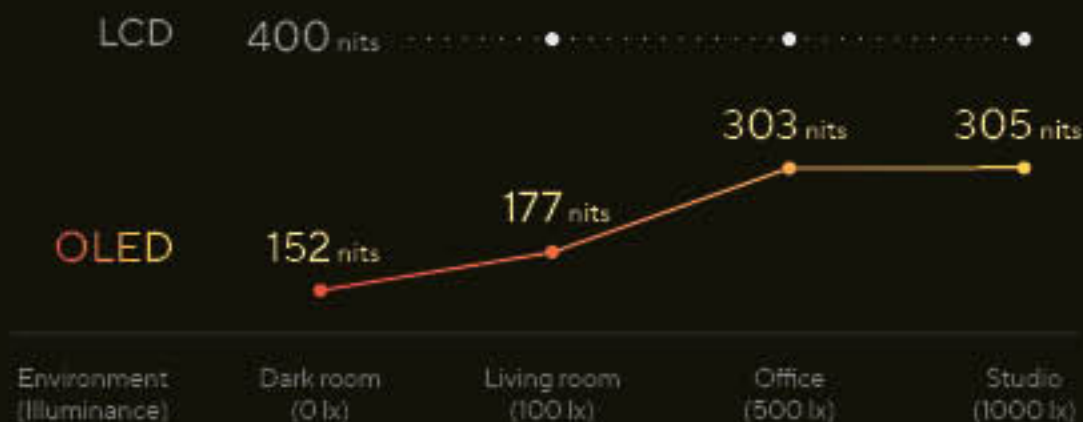 LCD 400 nits
303 nits 305 nits
177 nits
OLED 152 nits
Environment Dark room Living room Office Studio
(Illuminance) (0 lx) (100 lx) (500 lx) (1000 lx)